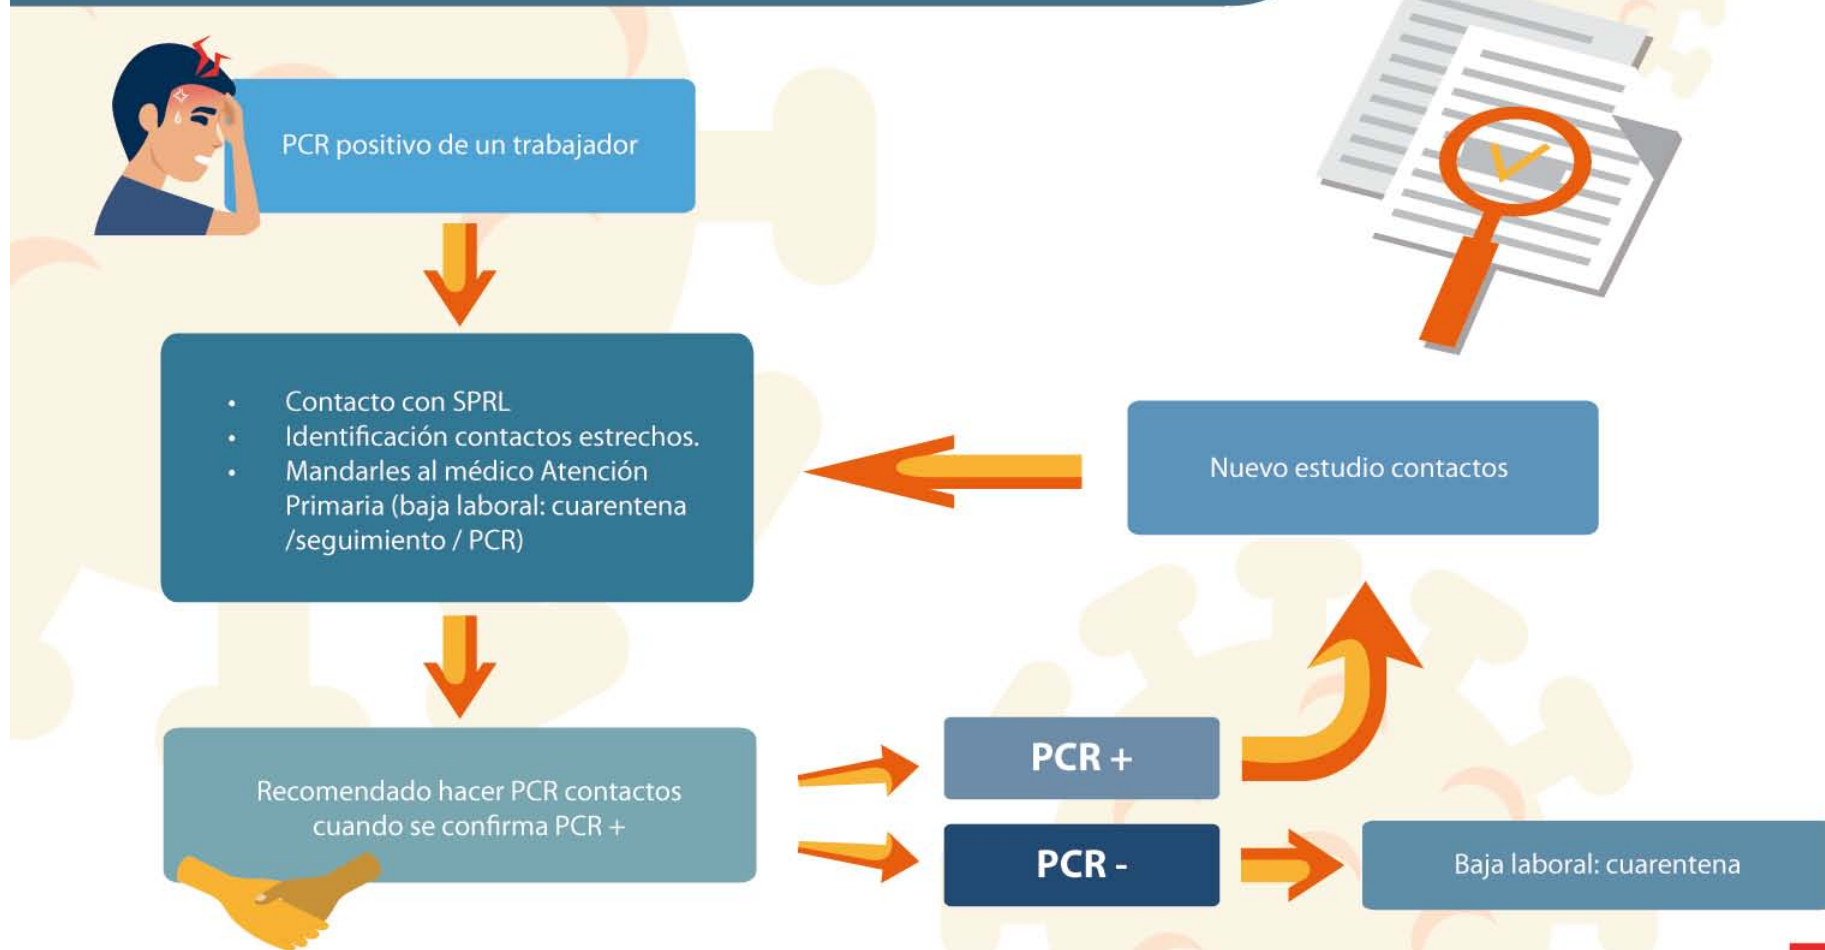 PCR positivo de un trabajador
• Contacto con SPRL
• Identificación contactos estrechos.
• Mandarles al médico Atención
Primaria (baja laboral: cuarentena
/seguimiento / PCR)
Nuevo estudio contactos
Recomendado hacer PCR contactos
cuando se confirma PCR +
PCR +
PCR -
Baja laboral: cuarentena